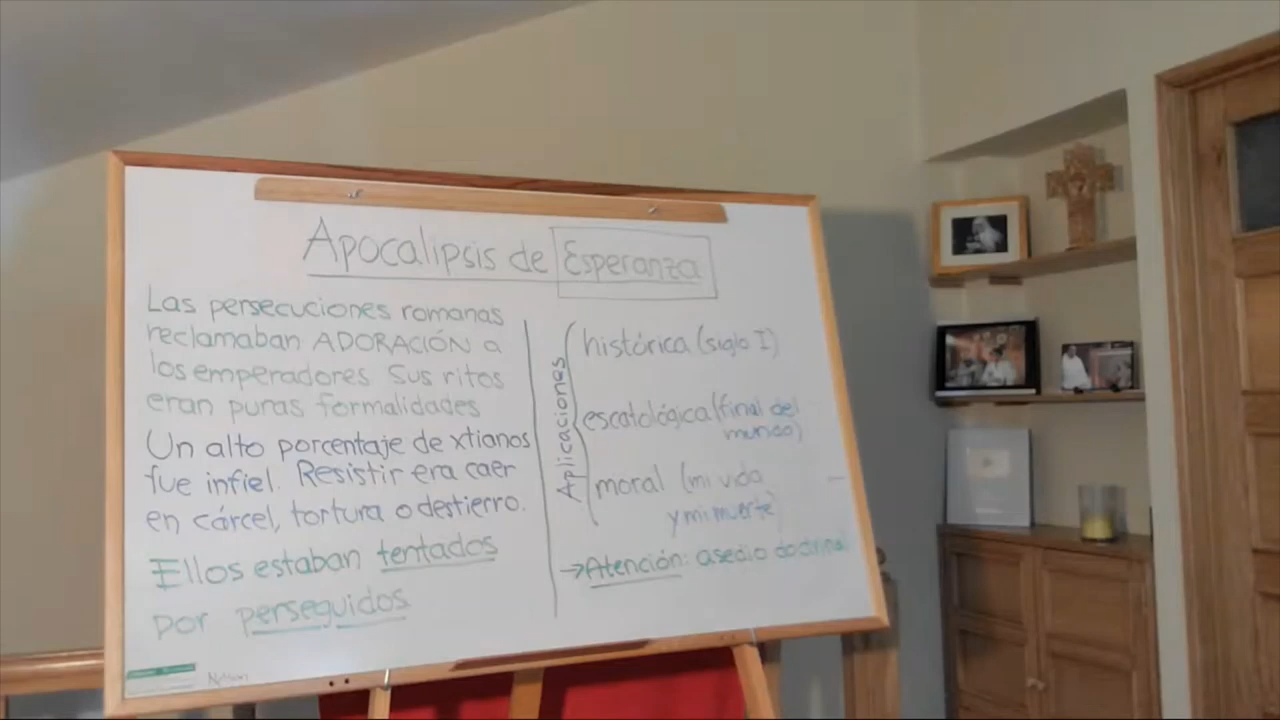 Apocalipsis de Esperanza
Las persecuciones romanas
reclamaban ADORACIÓN a
los emperadores. Sus ritos
eran puras formalidades
Un alto porcentaje de xtianos
fue infiel. Resistir era caer
en cárcel, tortura o destierro.
Ellos estaban tentados
por perseguidos
Aplicaciones
histórica (siglo I)
escatológica (final del
mundo)
moral (mi vida
y mi muerte)
→Atención: asedio doctrinal
Nelson